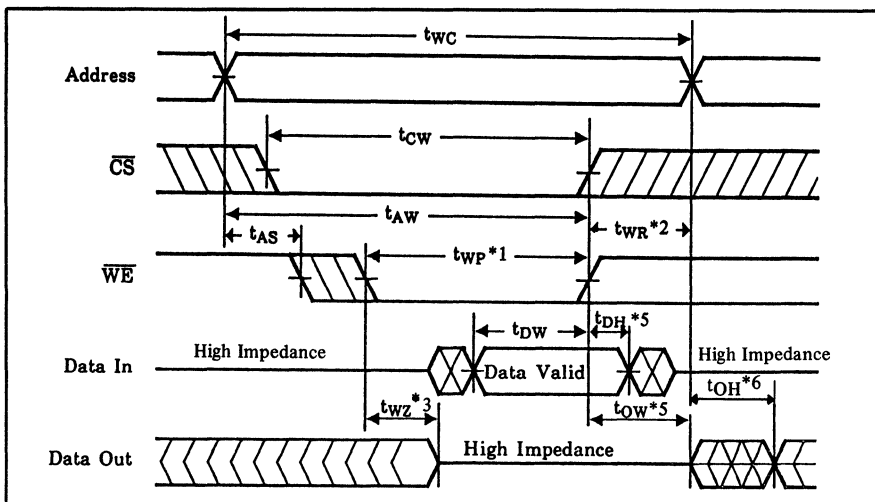 tWC
Address
tCW
CS
tAW
tAS
tWR*2
WE
tWP*1
tDW
tDH*5
High Impedance
High Impedance
Data In
Data Valid
tOH*6
tWZ*3
tOW*5
High Impedance
Data Out